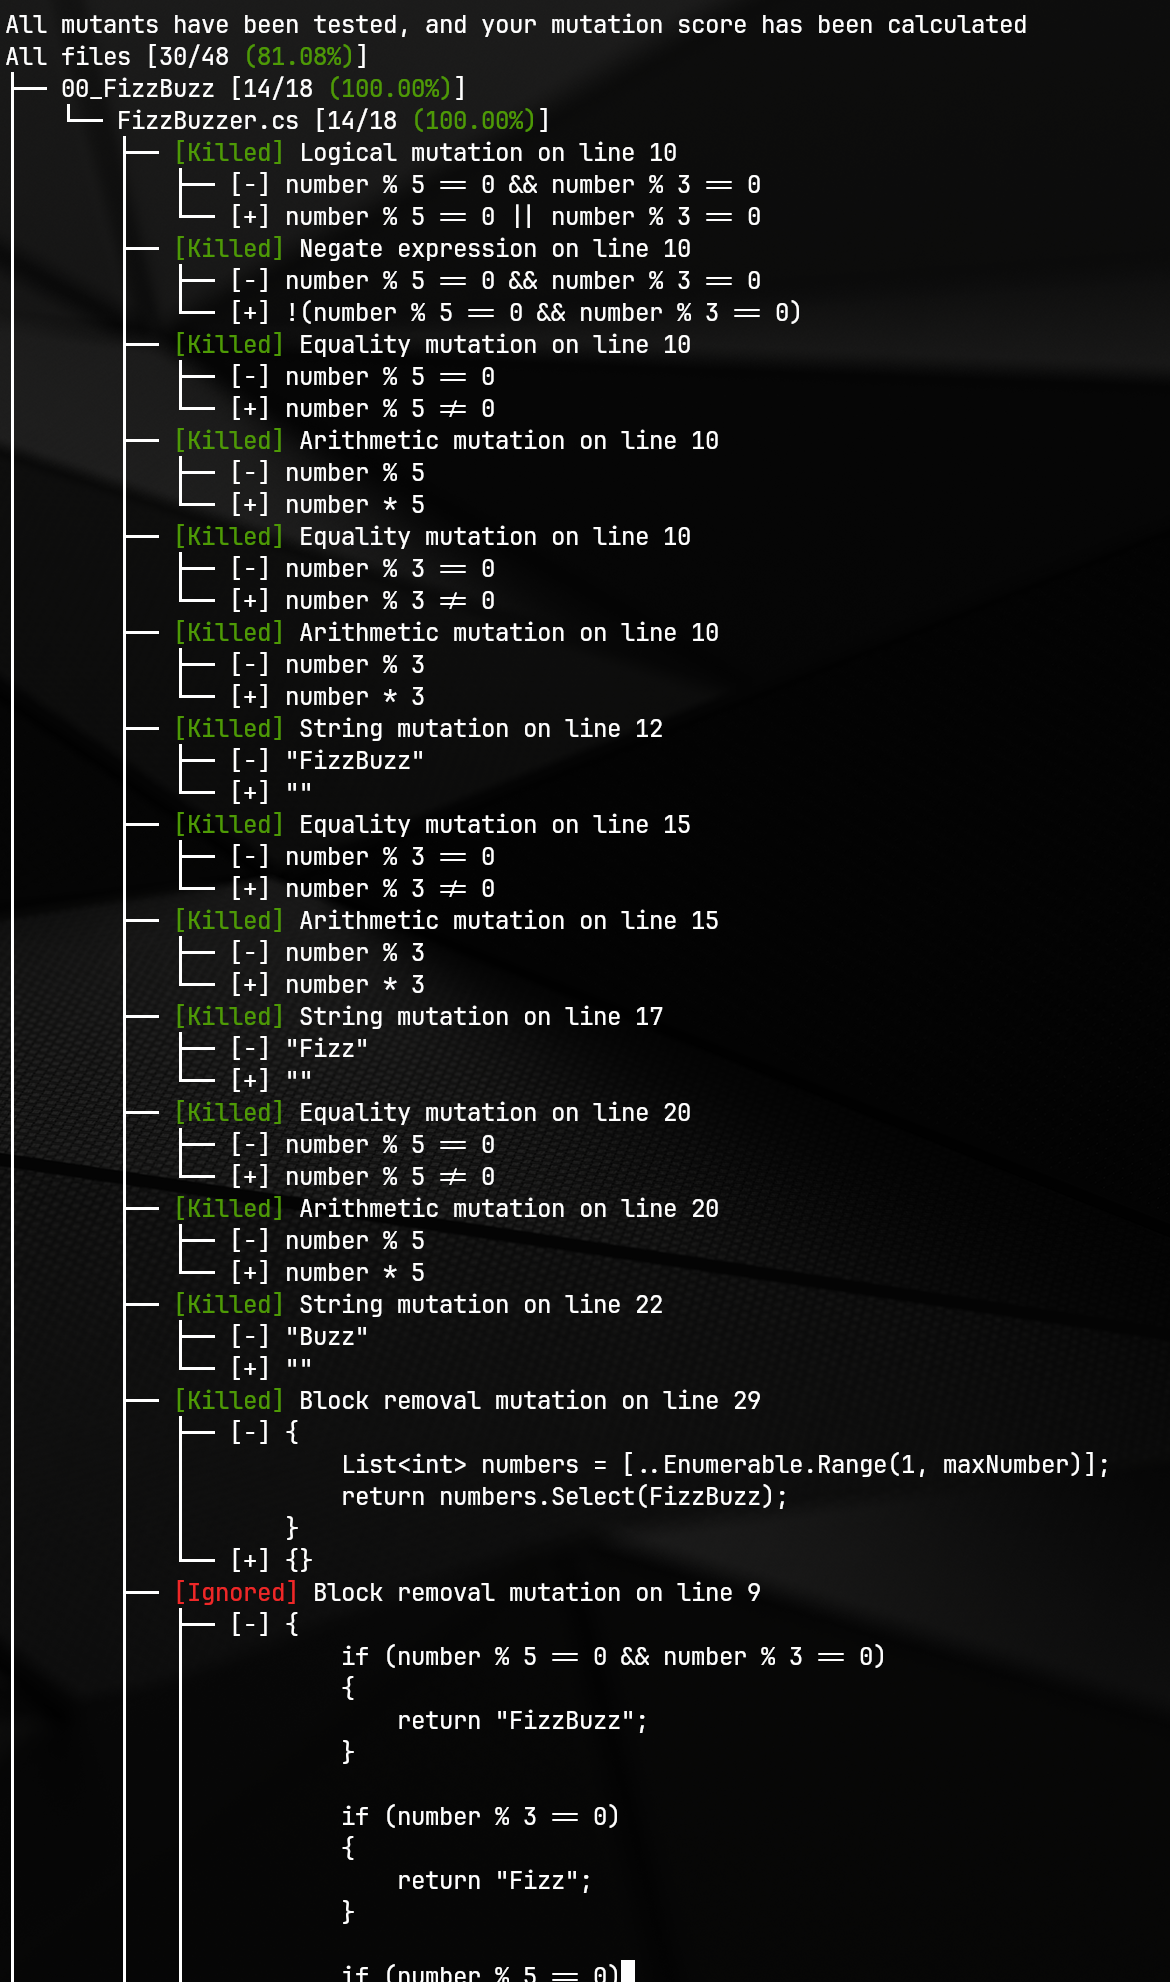 All mutants have been tested, and your mutation score has been calculated
All files [30/48 (81.08%)]
├── 00_FizzBuzz [14/18 (100.00%)]
│   └── FizzBuzzer.cs [14/18 (100.00%)]
│       ├── [Killed] Logical mutation on line 10
│       │   ├── [-] number % 5 == 0 && number % 3 == 0
│       │   └── [+] number % 5 == 0 || number % 3 == 0
│       ├── [Killed] Negate expression on line 10
│       │   ├── [-] number % 5 == 0 && number % 3 == 0
│       │   └── [+] !(number % 5 == 0 && number % 3 == 0)
│       ├── [Killed] Equality mutation on line 10
│       │   ├── [-] number % 5 == 0
│       │   └── [+] number % 5 != 0
│       ├── [Killed] Arithmetic mutation on line 10
│       │   ├── [-] number % 5
│       │   └── [+] number * 5
│       ├── [Killed] Equality mutation on line 10
│       │   ├── [-] number % 3 == 0
│       │   └── [+] number % 3 != 0
│       ├── [Killed] Arithmetic mutation on line 10
│       │   ├── [-] number % 3
│       │   └── [+] number * 3
│       ├── [Killed] String mutation on line 12
│       │   ├── [-] "FizzBuzz"
│       │   └── [+] ""
│       ├── [Killed] Equality mutation on line 15
│       │   ├── [-] number % 3 == 0
│       │   └── [+] number % 3 != 0
│       ├── [Killed] Arithmetic mutation on line 15
│       │   ├── [-] number % 3
│       │   └── [+] number * 3
│       ├── [Killed] String mutation on line 17
│       │   ├── [-] "Fizz"
│       │   └── [+] ""
│       ├── [Killed] Equality mutation on line 20
│       │   ├── [-] number % 5 == 0
│       │   └── [+] number % 5 != 0
│       ├── [Killed] Arithmetic mutation on line 20
│       │   ├── [-] number % 5
│       │   └── [+] number * 5
│       ├── [Killed] String mutation on line 22
│       │   ├── [-] "Buzz"
│       │   └── [+] ""
│       ├── [Killed] Block removal mutation on line 29
│       │   ├── [-] {
│       │   │           List<int> numbers = [..Enumerable.Range(1, maxNumber)];
│       │   │           return numbers.Select(FizzBuzz);
│       │   │       }
│       │   └── [+] {}
│       ├── [Ignored] Block removal mutation on line 9
│       │   ├── [-] {
│       │   │           if (number % 5 == 0 && number % 3 == 0)
│       │   │           {
│       │   │               return "FizzBuzz";
│       │   │           }
│       │   │
│       │   │           if (number % 3 == 0)
│       │   │           {
│       │   │               return "Fizz";
│       │   │           }
│       │   │
│       │   │           if (number % 5 == 0)